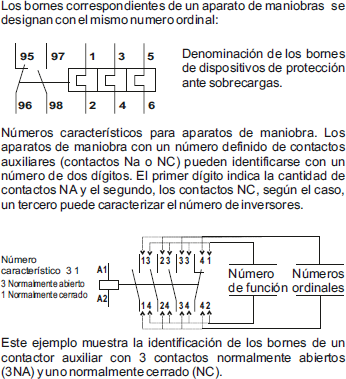 Los bornes correspondientes de un aparato de maniobras se
designan con el mismo numero ordinal:
95 97 1 3 5
96 98 2 4 6
Denominación de los bornes
de dispositivos de protección
ante sobrecargas.
Números característicos para aparatos de maniobra. Los
aparatos de maniobra con un número definido de contactos
auxiliares (contactos Na o NC) pueden identificarse con un
número de dos dígitos. El primer dígito indica la cantidad de
contactos NA y el segundo, los contactos NC, según el caso,
un tercero puede caracterizar el número de inversores.
Número
característico 3 1
3 Normalmente abierto
1 Normalmente cerrado
A1
A2
13 23 33 41
14 24 34 42
Número
de función
Números
ordinales
Este ejemplo muestra la identificación de los bornes de un
contactor auxiliar con 3 contactos normalmente abiertos
(3NA) y uno normalmente cerrado (NC).